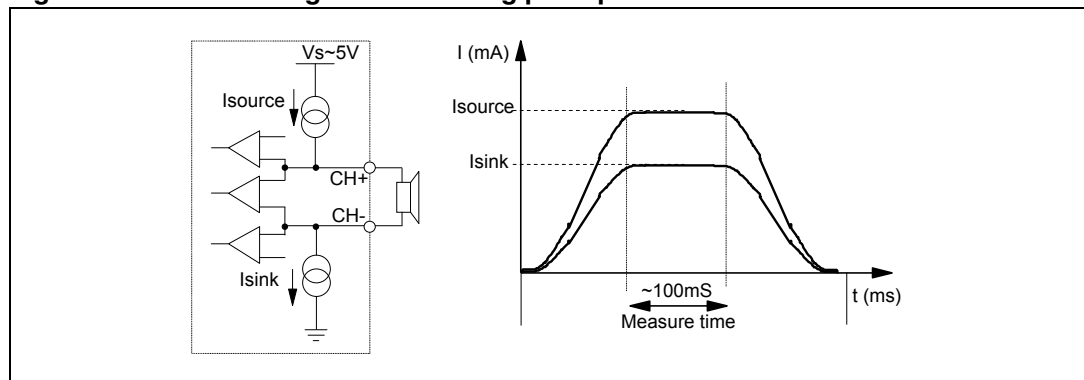 Vs~5V
Isource
CH+
CH-
Isink
I (mA)
Isource
Isink
~100mS
Measure time
t (ms)